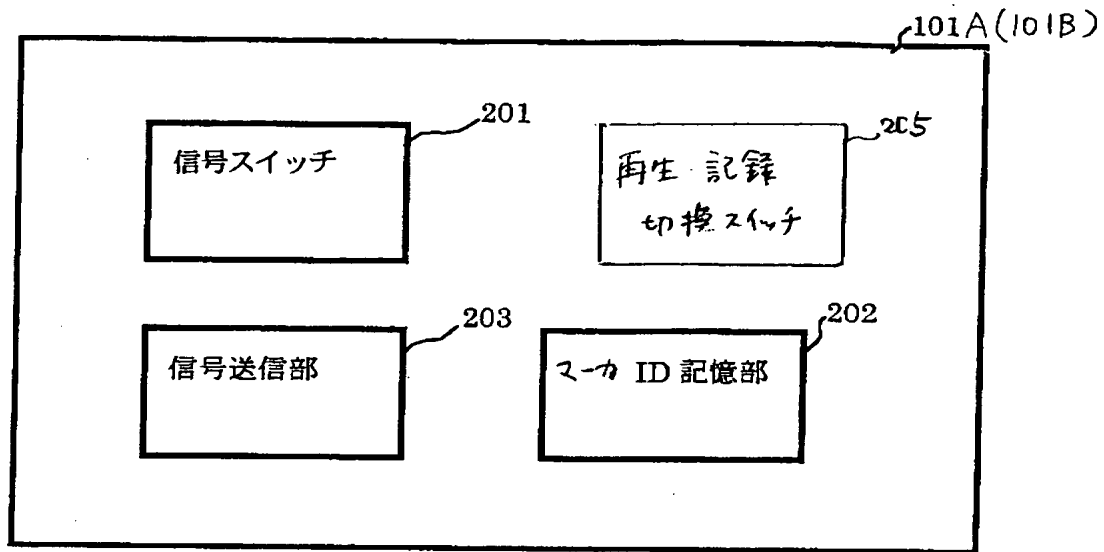 101A(101B)
201
信号スイッチ
205
再生・記録
切換スイッチ
203
信号送信部
202
マーカ ID 記憶部